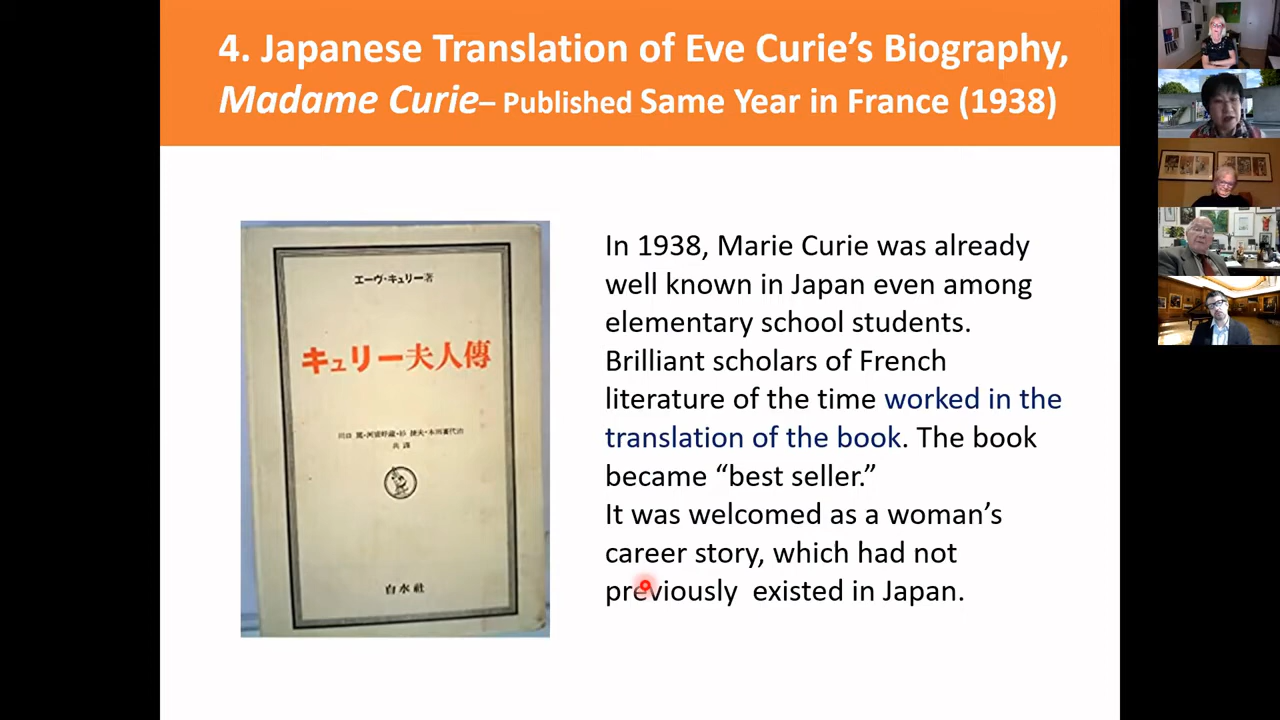 4. Japanese Translation of Eve Curie’s Biography,
Madame Curie– Published Same Year in France (1938)
エーヴ・キュリー著
キュリー夫人傳
共譯
白水社
In 1938, Marie Curie was already
well known in Japan even among
elementary school students.
Brilliant scholars of French
literature of the time worked in the
translation of the book. The book
became “best seller.”
It was welcomed as a woman’s
career story, which had not
previously existed in Japan.